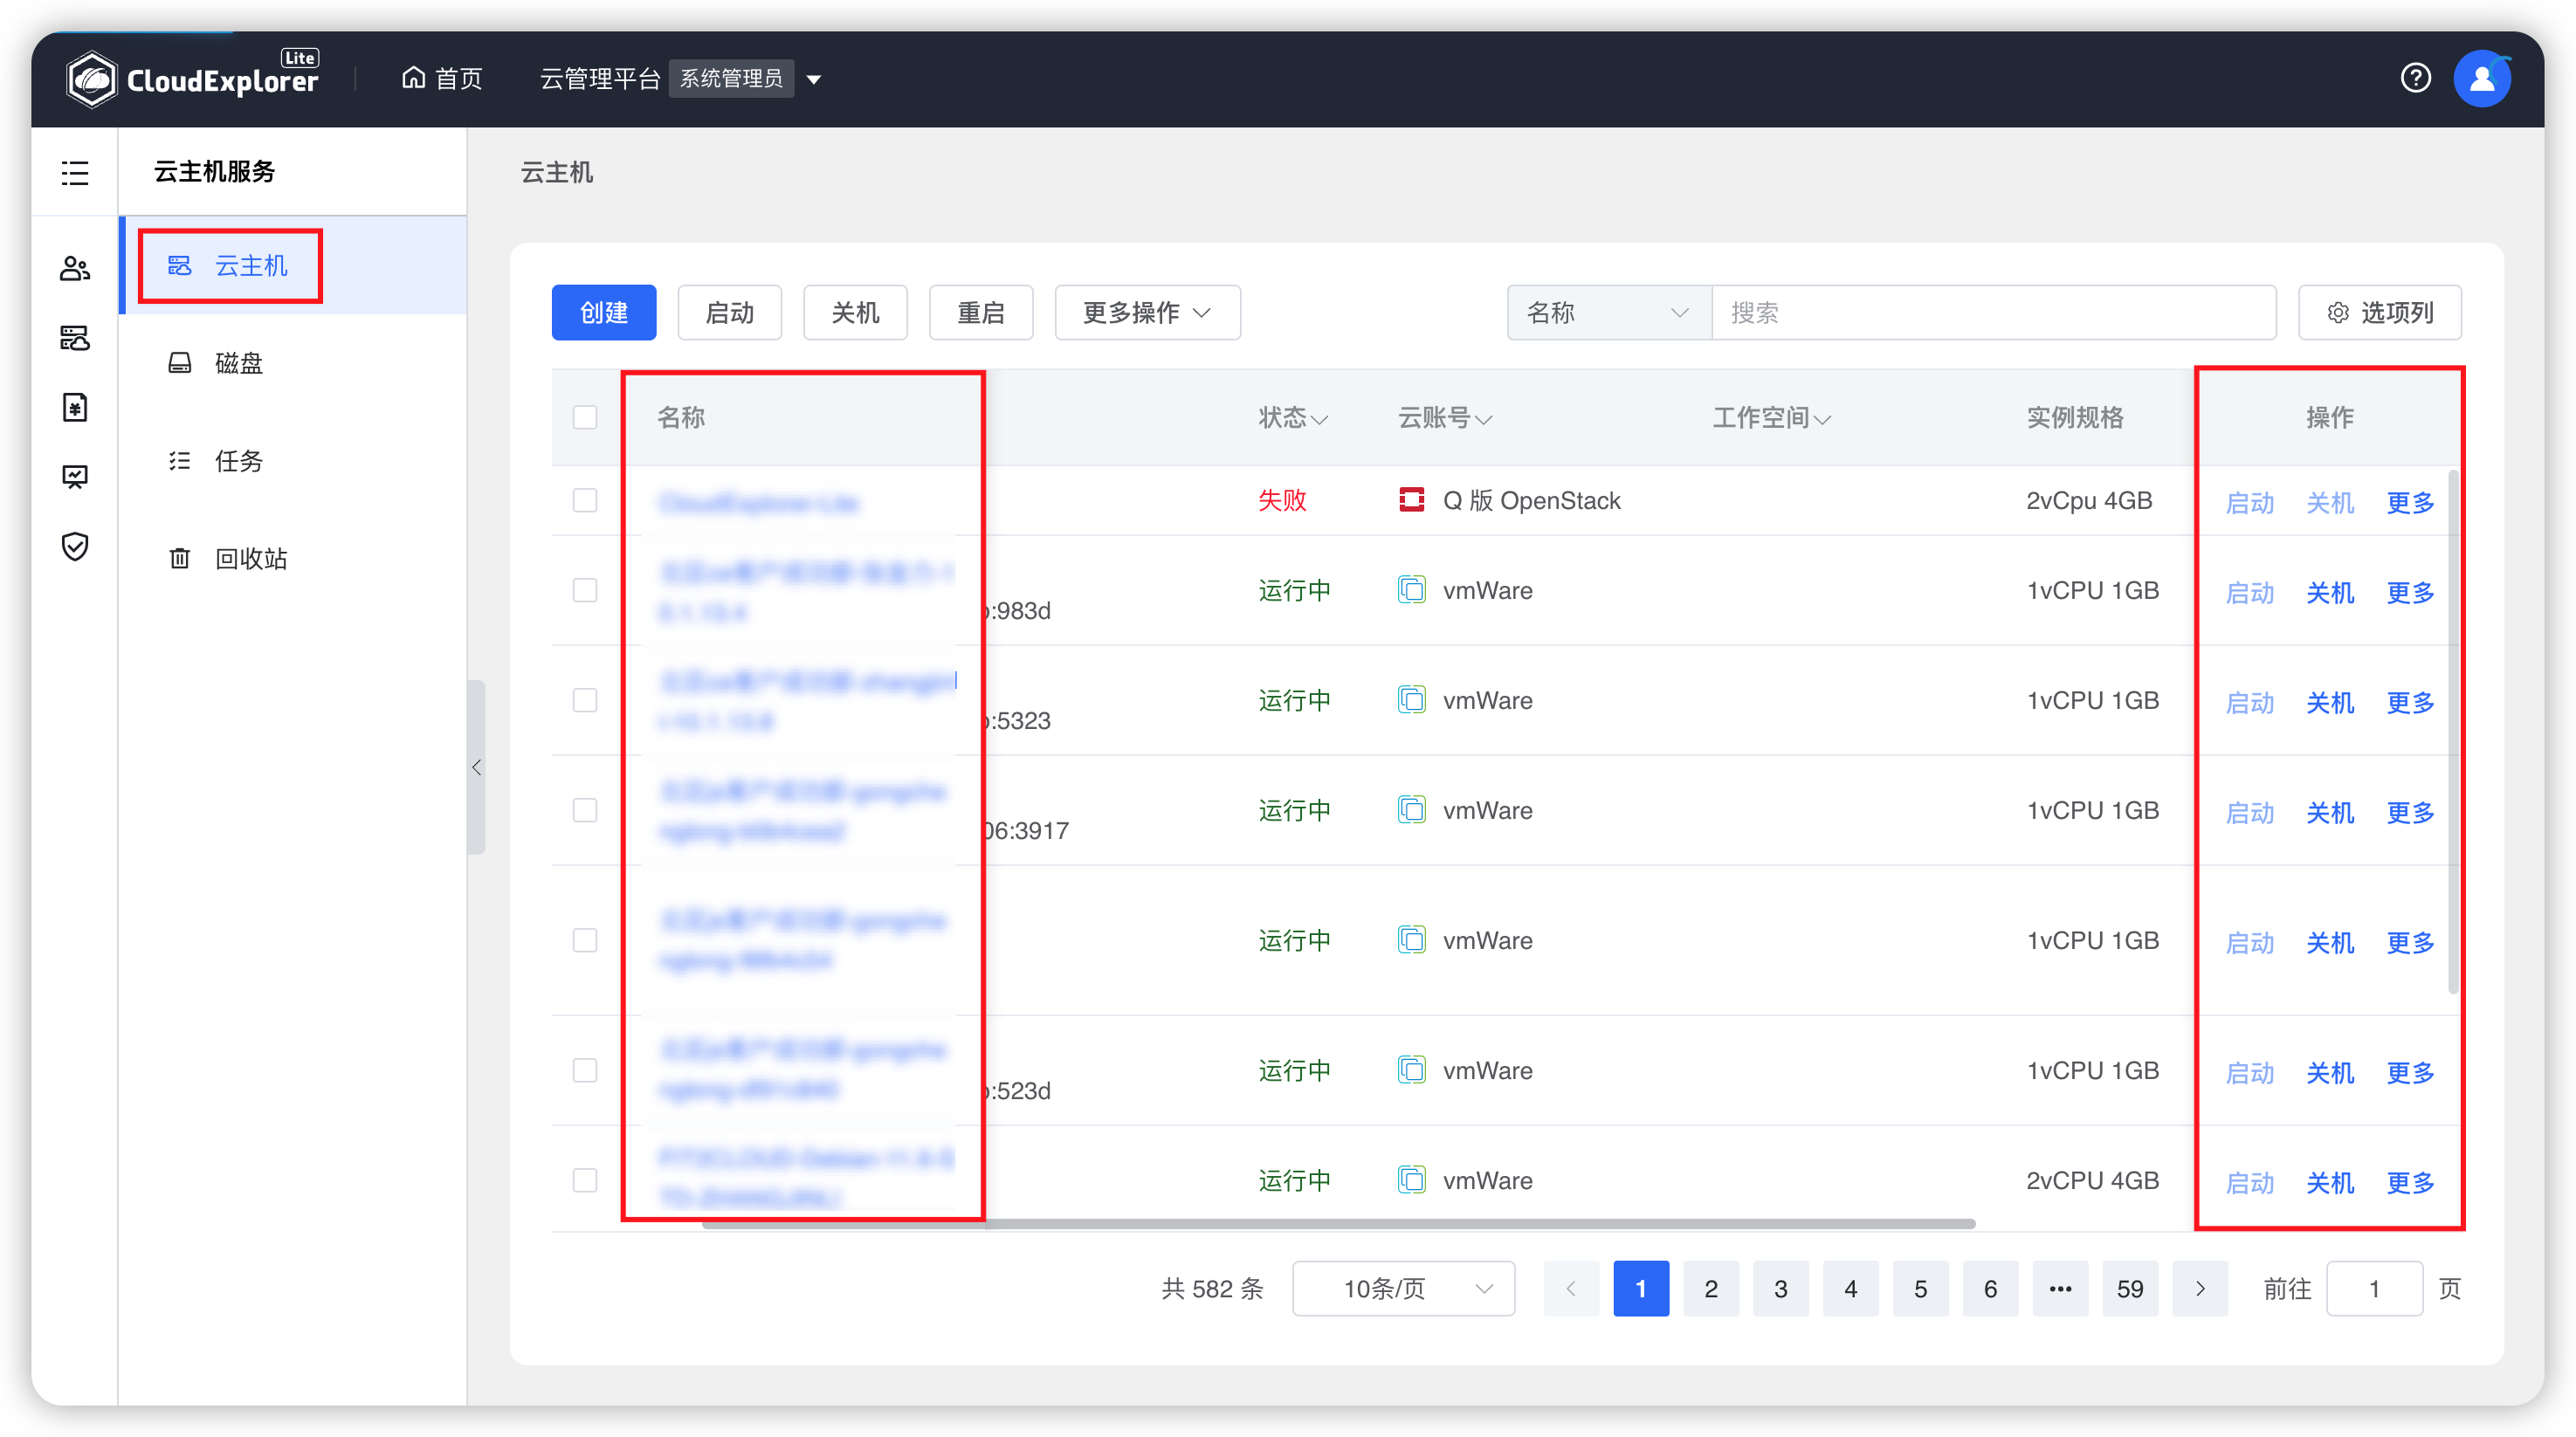 CloudExplorer Lite
首页
云管理平台 系统管理员
云主机服务
云主机
磁盘
任务
回收站
云主机
创建 启动 关机 重启 更多操作
名称 搜索 选项列
名称 状态 云账号 工作空间 实例规格 操作
失败 Q 版 OpenStack 2vCpu 4GB 启动 关机 更多
:983d 运行中 vmWare 1vCPU 1GB 启动 关机 更多
:5323 运行中 vmWare 1vCPU 1GB 启动 关机 更多
06:3917 运行中 vmWare 1vCPU 1GB 启动 关机 更多
运行中 vmWare 1vCPU 1GB 启动 关机 更多
:523d 运行中 vmWare 1vCPU 1GB 启动 关机 更多
运行中 vmWare 2vCPU 4GB 启动 关机 更多
共 582 条 10条/页 1 2 3 4 5 6 ••• 59 前往 1 页